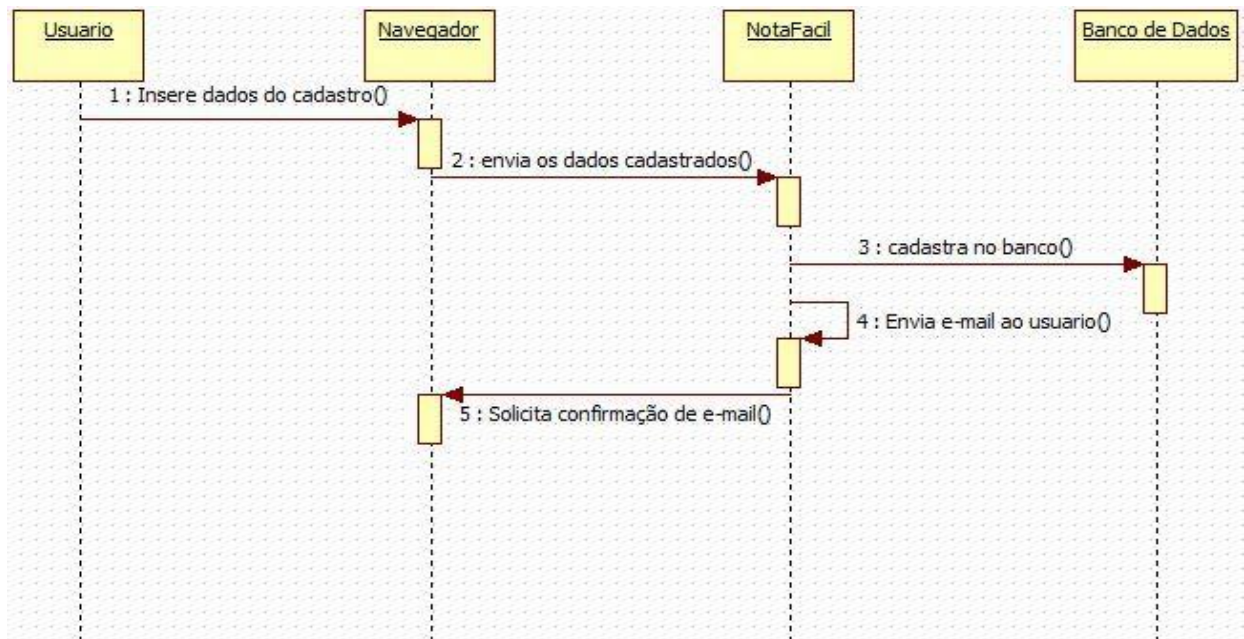 Usuario
Navegador
NotaFacil
Banco de Dados
1 : Insere dados do cadastro()
2 : envia os dados cadastrados()
3 : cadastra no banco()
4 : Envia e-mail ao usuario()
5 : Solicita confirmação de e-mail()